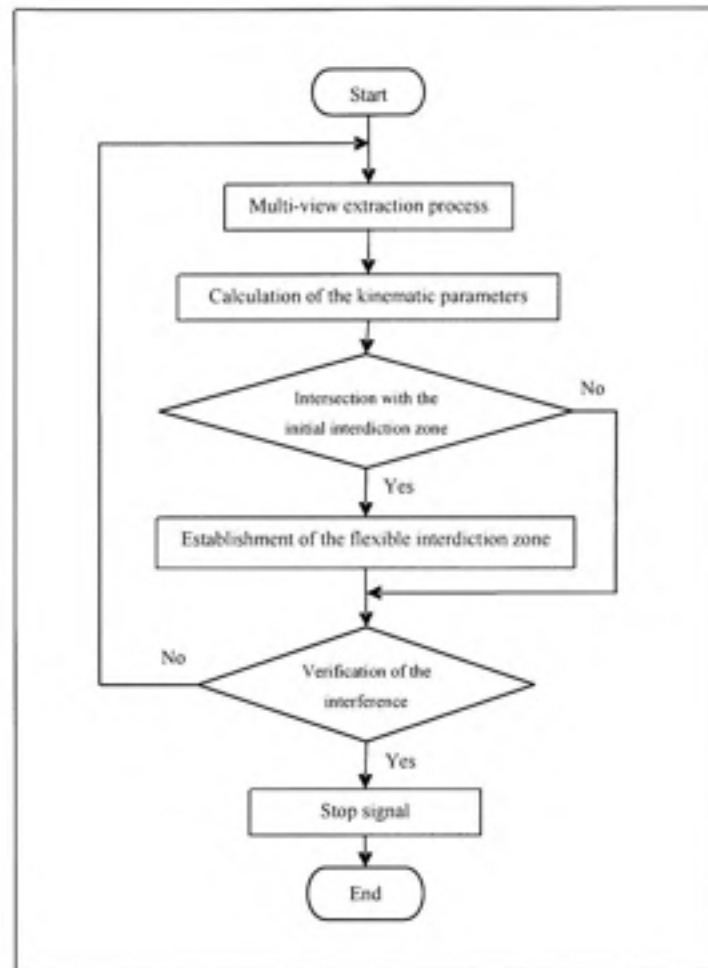 Start
Multi-view extraction process
Calculation of the kinematic parameters
Intersection with the
initial interdiction zone
No
Yes
Establishment of the flexible interdiction zone
No
Verification of the
interference
Yes
Stop signal
End